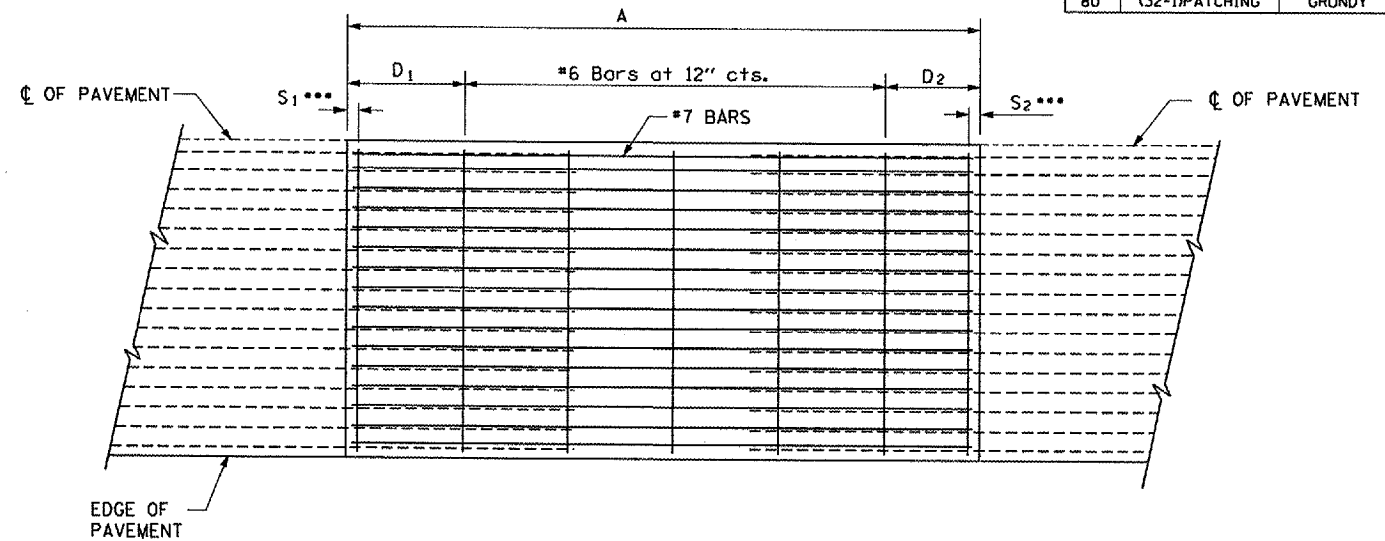 80 (32-1)PATCHING GRUNDY
A
D1 #6 Bars at 12" cts. D2
℄ OF PAVEMENT
S1***
#7 BARS
S2***
℄ OF PAVEMENT
EDGE OF
PAVEMENT